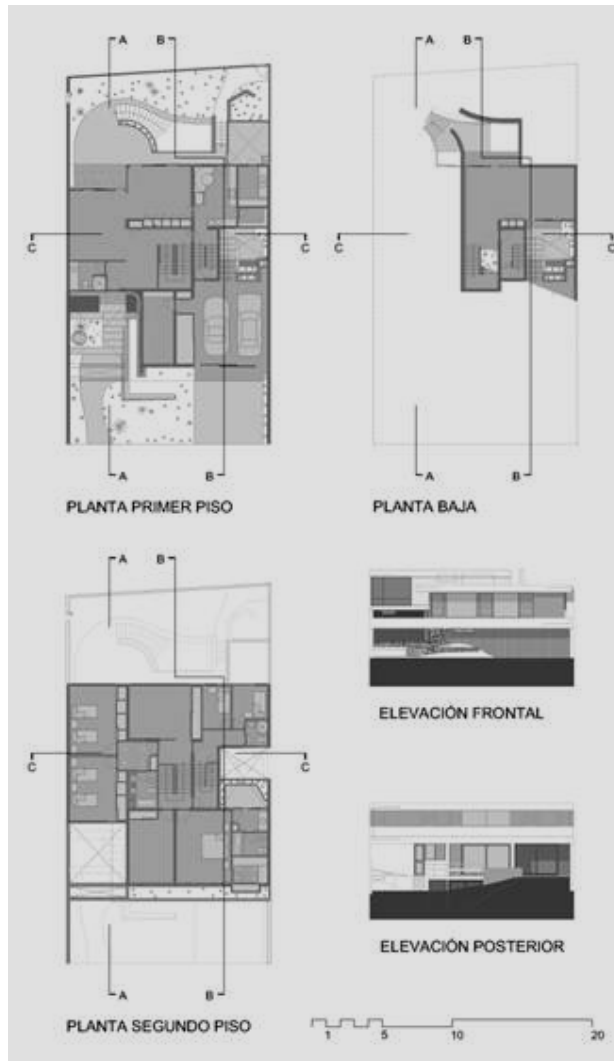 A B A B
C C C C
A B A B
PLANTA PRIMER PISO PLANTA BAJA
A B
ELEVACIÓN FRONTAL
C C
ELEVACIÓN POSTERIOR
A B
PLANTA SEGUNDO PISO
1 5 10 20